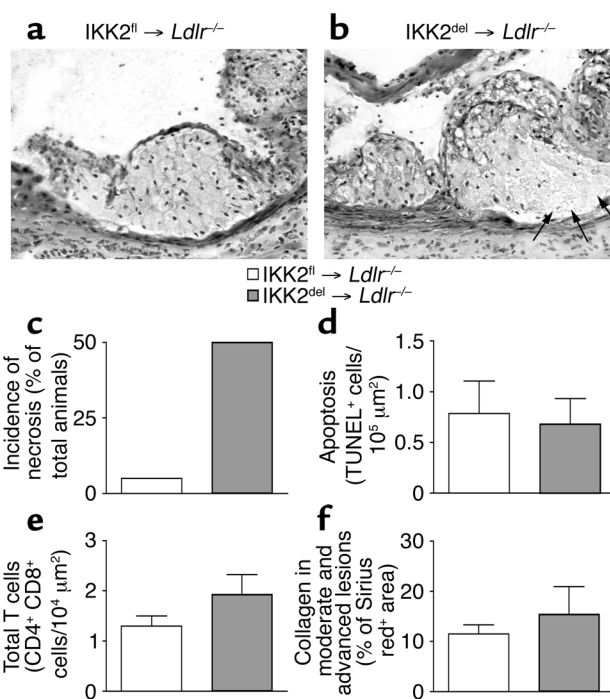 a IKK2fl → Ldlr–/–
b IKK2del → Ldlr–/–
IKK2fl → Ldlr–/–
IKK2del → Ldlr–/–
c
Incidence of
necrosis (% of
total animals)
50
25
0
d
Apoptosis
(TUNEL+ cells/
105 μm2)
1.5
1.0
0.5
0
e
Total T cells
(CD4+ CD8+
cells/104 μm2)
3
2
1
0
f
Collagen in
moderate and
advanced lesions
(% of Sirius
red+ area)
30
20
10
0